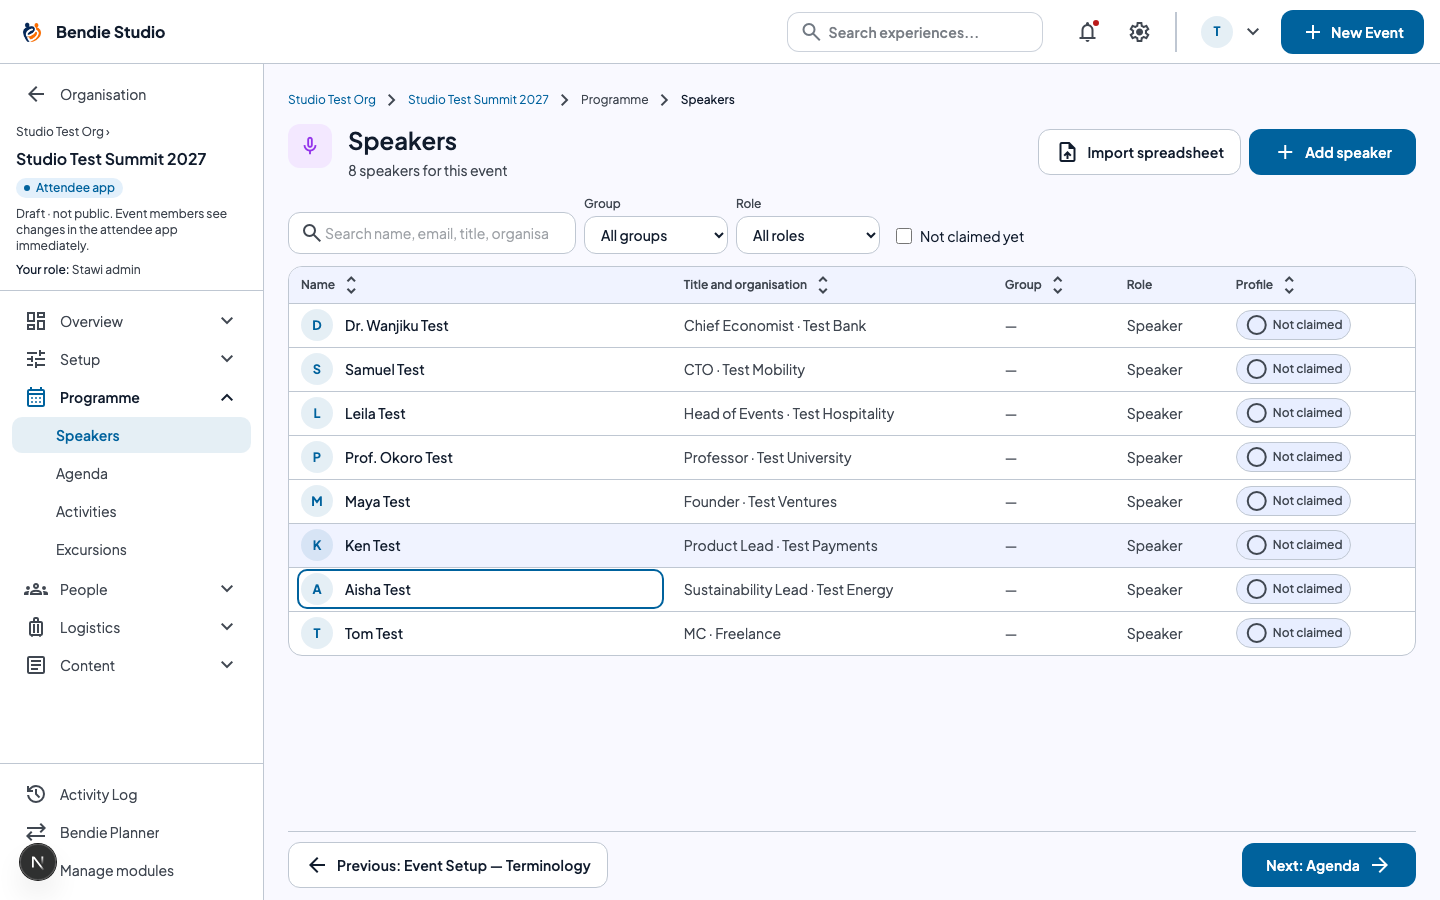 Bendie Studio
Search experiences...
T
New Event
Organisation
Studio Test Org ›
Studio Test Summit 2027
Attendee app
Draft · not public. Event members see
changes in the attendee app
immediately.
Your role: Stawi admin
Overview
Setup
Programme
Speakers
Agenda
Activities
Excursions
People
Logistics
Content
Activity Log
Bendie Planner
N
Manage modules
Studio Test Org
Studio Test Summit 2027
Programme
Speakers
Speakers
8 speakers for this event
Import spreadsheet
Add speaker
Search name, email, title, organisa
Group
All groups
Role
All roles
Not claimed yet
Name Title and organisation Group Role Profile
D Dr. Wanjiku Test Chief Economist · Test Bank — Speaker Not claimed
S Samuel Test CTO · Test Mobility — Speaker Not claimed
L Leila Test Head of Events · Test Hospitality — Speaker Not claimed
P Prof. Okoro Test Professor · Test University — Speaker Not claimed
M Maya Test Founder · Test Ventures — Speaker Not claimed
K Ken Test Product Lead · Test Payments — Speaker Not claimed
A Aisha Test Sustainability Lead · Test Energy — Speaker Not claimed
T Tom Test MC · Freelance — Speaker Not claimed
Previous: Event Setup — Terminology
Next: Agenda